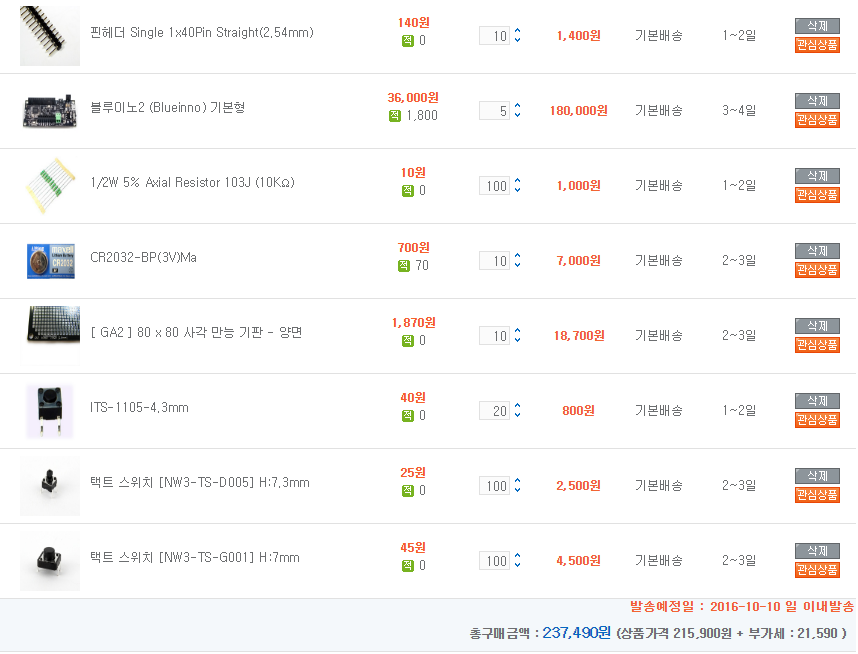 핀헤더 Single 1x40Pin Straight(2.54mm)
140원
적 0
10
1,400원
기본배송
1~2일
삭제
관심상품
블루이노2 (Blueinno) 기본형
36,000원
적 1,800
5
180,000원
기본배송
3~4일
삭제
관심상품
1/2W 5% Axial Resistor 103J (10KΩ)
10원
적 0
100
1,000원
기본배송
1~2일
삭제
관심상품
maxell
CR2032
CR2032-BP(3V)Ma
700원
적 70
10
7,000원
기본배송
2~3일
삭제
관심상품
[ GA2 ] 80 x 80 사각 만능 기판 - 양면
1,870원
적 0
10
18,700원
기본배송
2~3일
삭제
관심상품
ITS-1105-4.3mm
40원
적 0
20
800원
기본배송
1~2일
삭제
관심상품
택트 스위치 [NW3-TS-D005] H:7.3mm
25원
적 0
100
2,500원
기본배송
2~3일
삭제
관심상품
택트 스위치 [NW3-TS-G001] H:7mm
45원
적 0
100
4,500원
기본배송
2~3일
삭제
관심상품
발송예정일 : 2016-10-10 일 이내발송
총구매금액 : 237,490원 (상품가격 215,900원 + 부가세 : 21,590 )